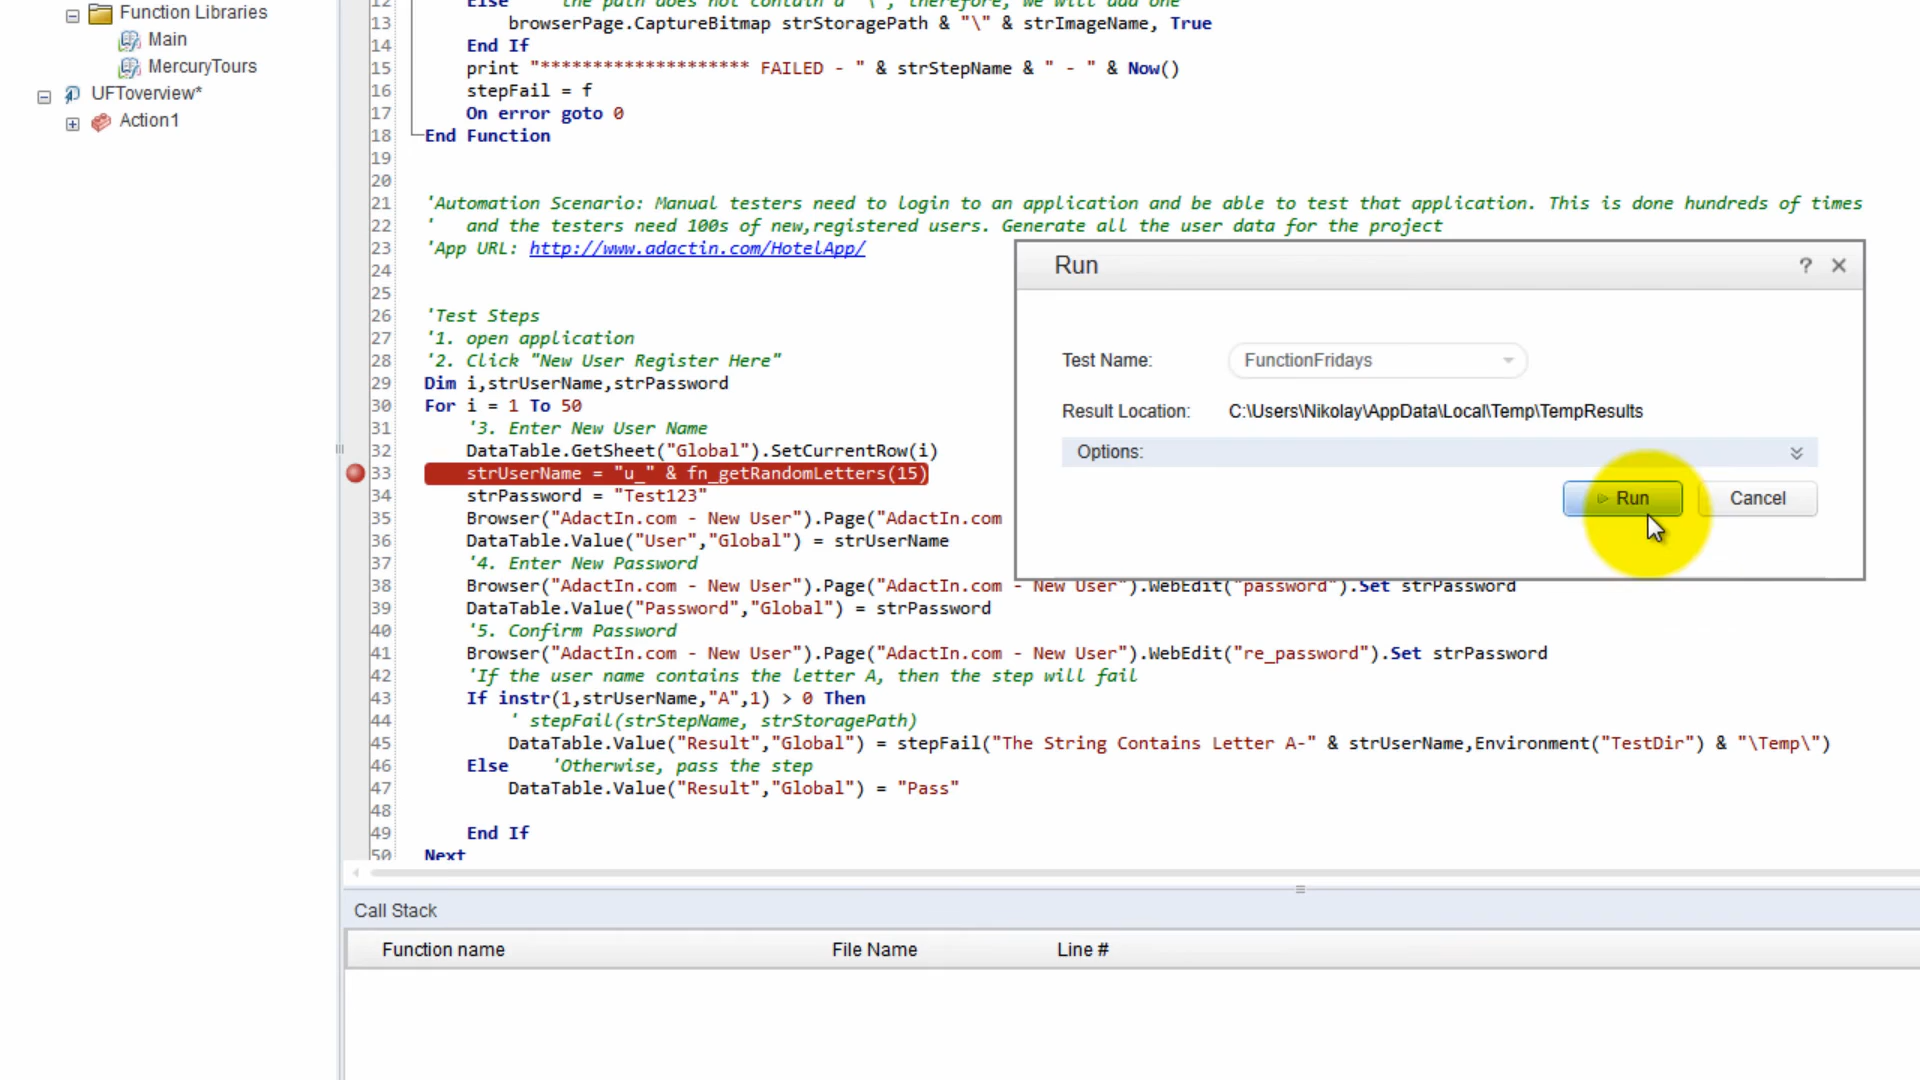 Function Libraries
Main
MercuryTours
UFToverview*
Action1
12 Else 'the path does not contain a "\", therefore, we will add one
13 browserPage.CaptureBitmap strStoragePath & "\" & strImageName, True
14 End If
15 print "******************** FAILED - " & strStepName & " - " & Now()
16 stepFail = f
17 On error goto 0
18 End Function
19
20
21 'Automation Scenario: Manual testers need to login to an application and be able to test that application. This is done hundreds of times
22 ' and the testers need 100s of new,registered users. Generate all the user data for the project
23 'App URL: http://www.adactin.com/HotelApp/
24
25
26 'Test Steps
27 '1. open application
28 '2. Click "New User Register Here"
29 Dim i,strUserName,strPassword
30 For i = 1 To 50
31 '3. Enter New User Name
32 DataTable.GetSheet("Global").SetCurrentRow(i)
33 strUserName = "u_" & fn_getRandomLetters(15)
34 strPassword = "Test123"
35 Browser("AdactIn.com - New User").Page("AdactIn.com
36 DataTable.Value("User","Global") = strUserName
37 '4. Enter New Password
38 Browser("AdactIn.com - New User").Page("AdactIn.com - New User").WebEdit("password").Set strPassword
39 DataTable.Value("Password","Global") = strPassword
40 '5. Confirm Password
41 Browser("AdactIn.com - New User").Page("AdactIn.com - New User").WebEdit("re_password").Set strPassword
42 'If the user name contains the letter A, then the step will fail
43 If instr(1,strUserName,"A",1) > 0 Then
44 ' stepFail(strStepName, strStoragePath)
45 DataTable.Value("Result","Global") = stepFail("The String Contains Letter A-" & strUserName,Environment("TestDir") & "\Temp\")
46 Else 'Otherwise, pass the step
47 DataTable.Value("Result","Global") = "Pass"
48
49 End If
50 Next
Run
? ×
Test Name: FunctionFridays
Result Location: C:\Users\Nikolay\AppData\Local\Temp\TempResults
Options:
Run Cancel
Call Stack
Function name File Name Line #